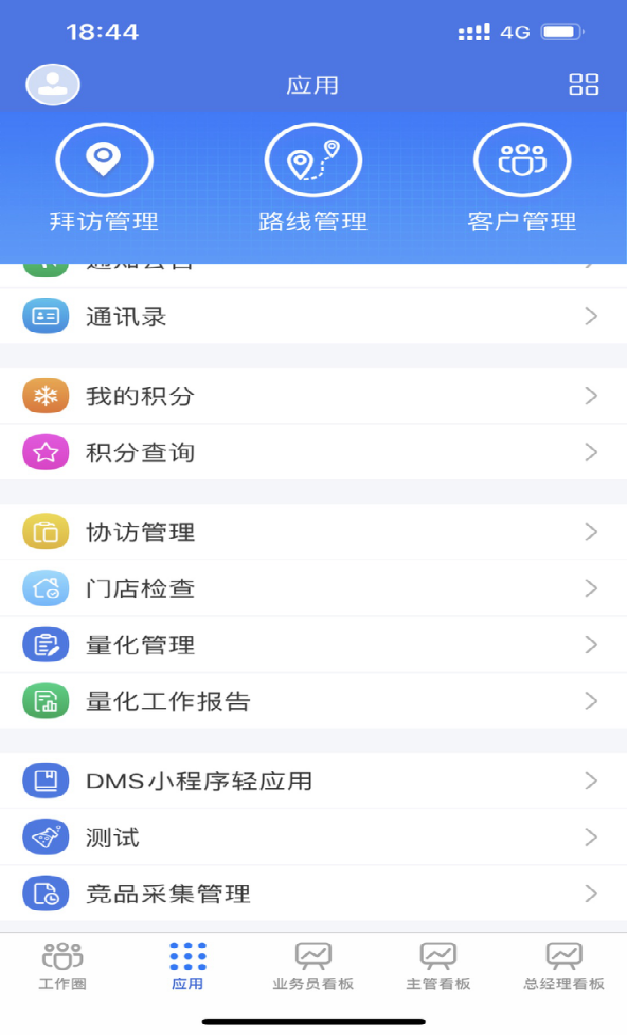 18:44
4G
应用
拜访管理
路线管理
客户管理
通知公告
通讯录
我的积分
积分查询
协访管理
门店检查
量化管理
量化工作报告
DMS小程序轻应用
测试
竞品采集管理
工作圈
应用
业务员看板
主管看板
总经理看板